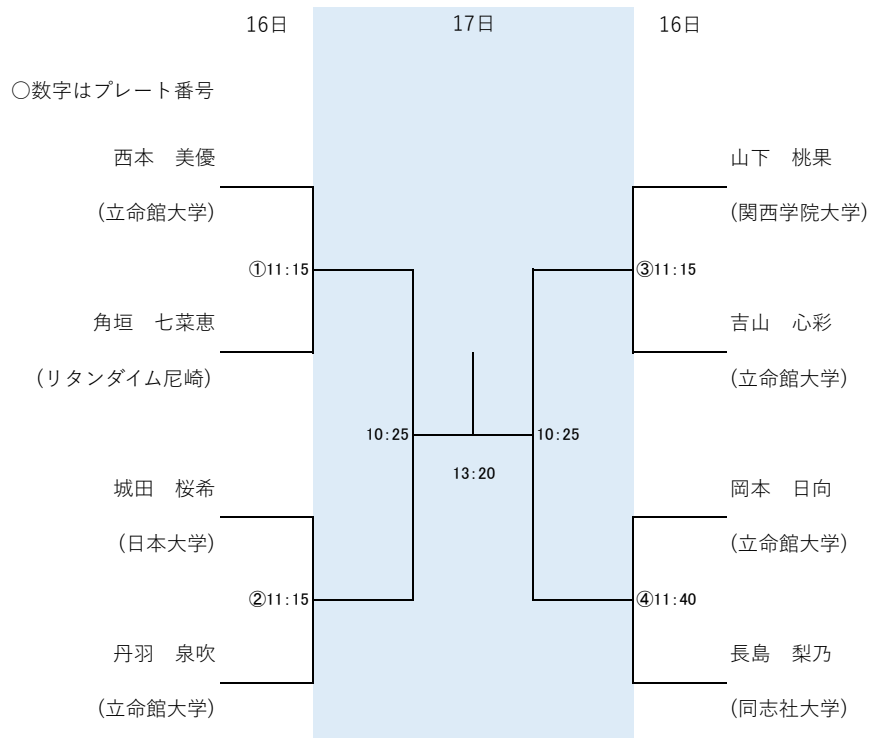 16日 17日 16日
○数字はプレート番号
西本 美優
(立命館大学)
①11:15
角垣 七菜恵
(リタンダイム尼崎)
城田 桜希
(日本大学)
②11:15
丹羽 泉吹
(立命館大学)
10:25
13:20
10:25
山下 桃果
(関西学院大学)
③11:15
吉山 心彩
(立命館大学)
岡本 日向
(立命館大学)
④11:40
長島 梨乃
(同志社大学)